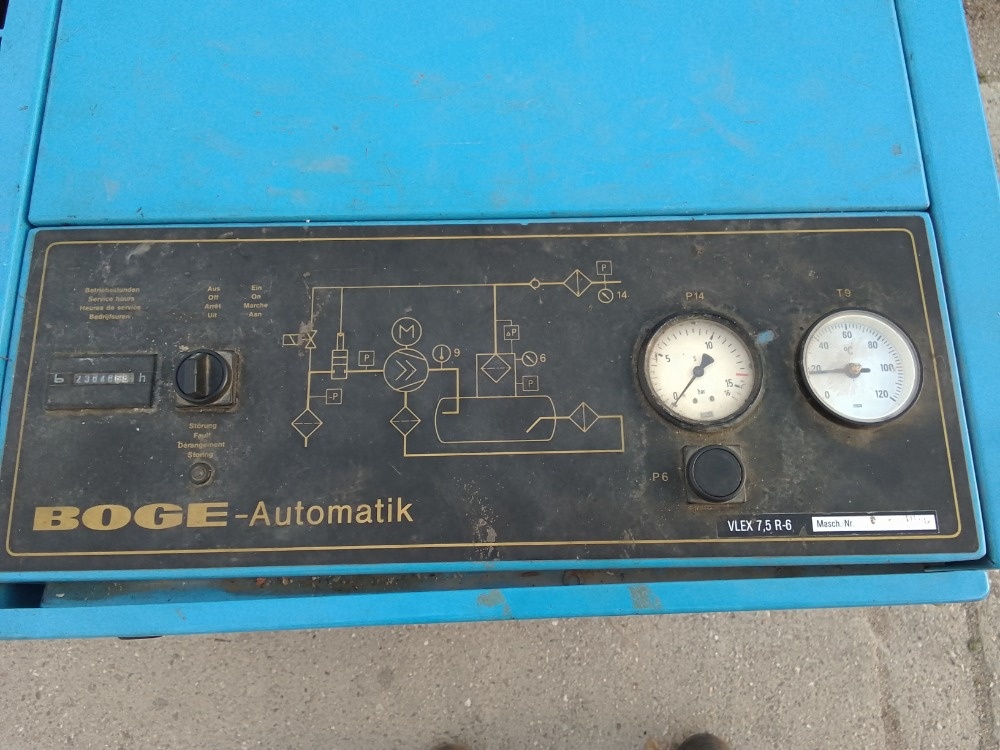 Betriebsstunden
Service hours
Heures de service
Bedrijfsuren
Aus
Off
Arrêt
Uit
Ein
On
Marche
Aan
h
Störung
Fault
Dérangement
Storing
M
P
-P
9
P
14
ΔP
6
P
P14
0
5
10
15
16
bar
T9
°C
0
20
40
60
80
100
120
P6
BOGE-Automatik
VLEX 7,5 R-6
Masch. Nr.